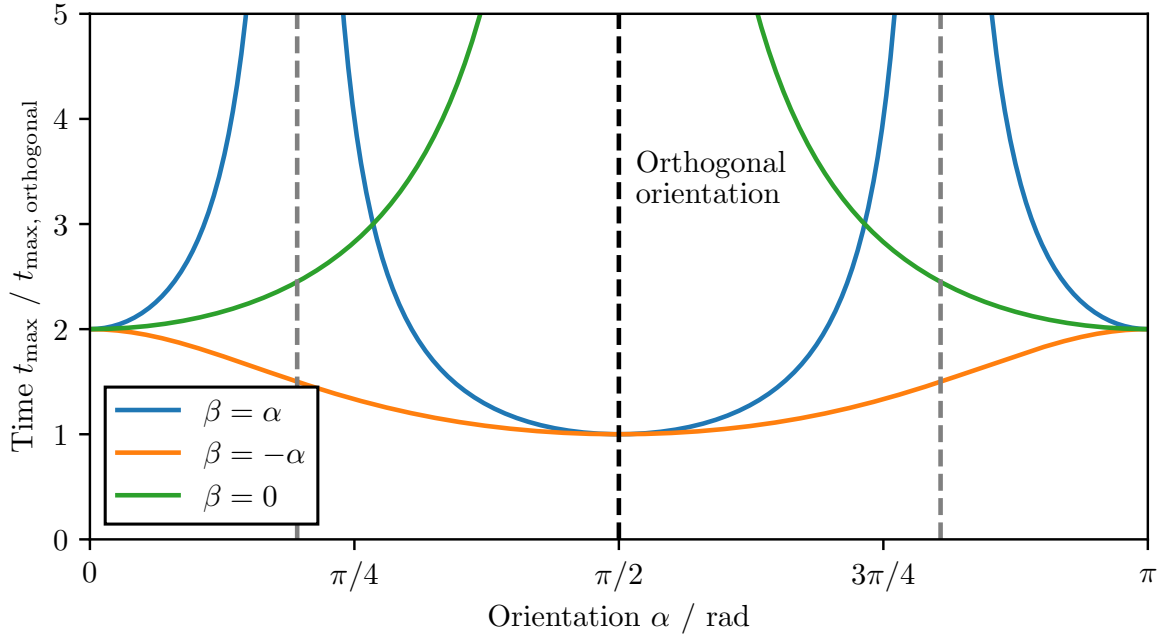 5
4
3
2
1
0
Time t_max / t_max, orthogonal
Orthogonal
orientation
β = α
β = −α
β = 0
0
π/4
π/2
3π/4
π
Orientation α / rad